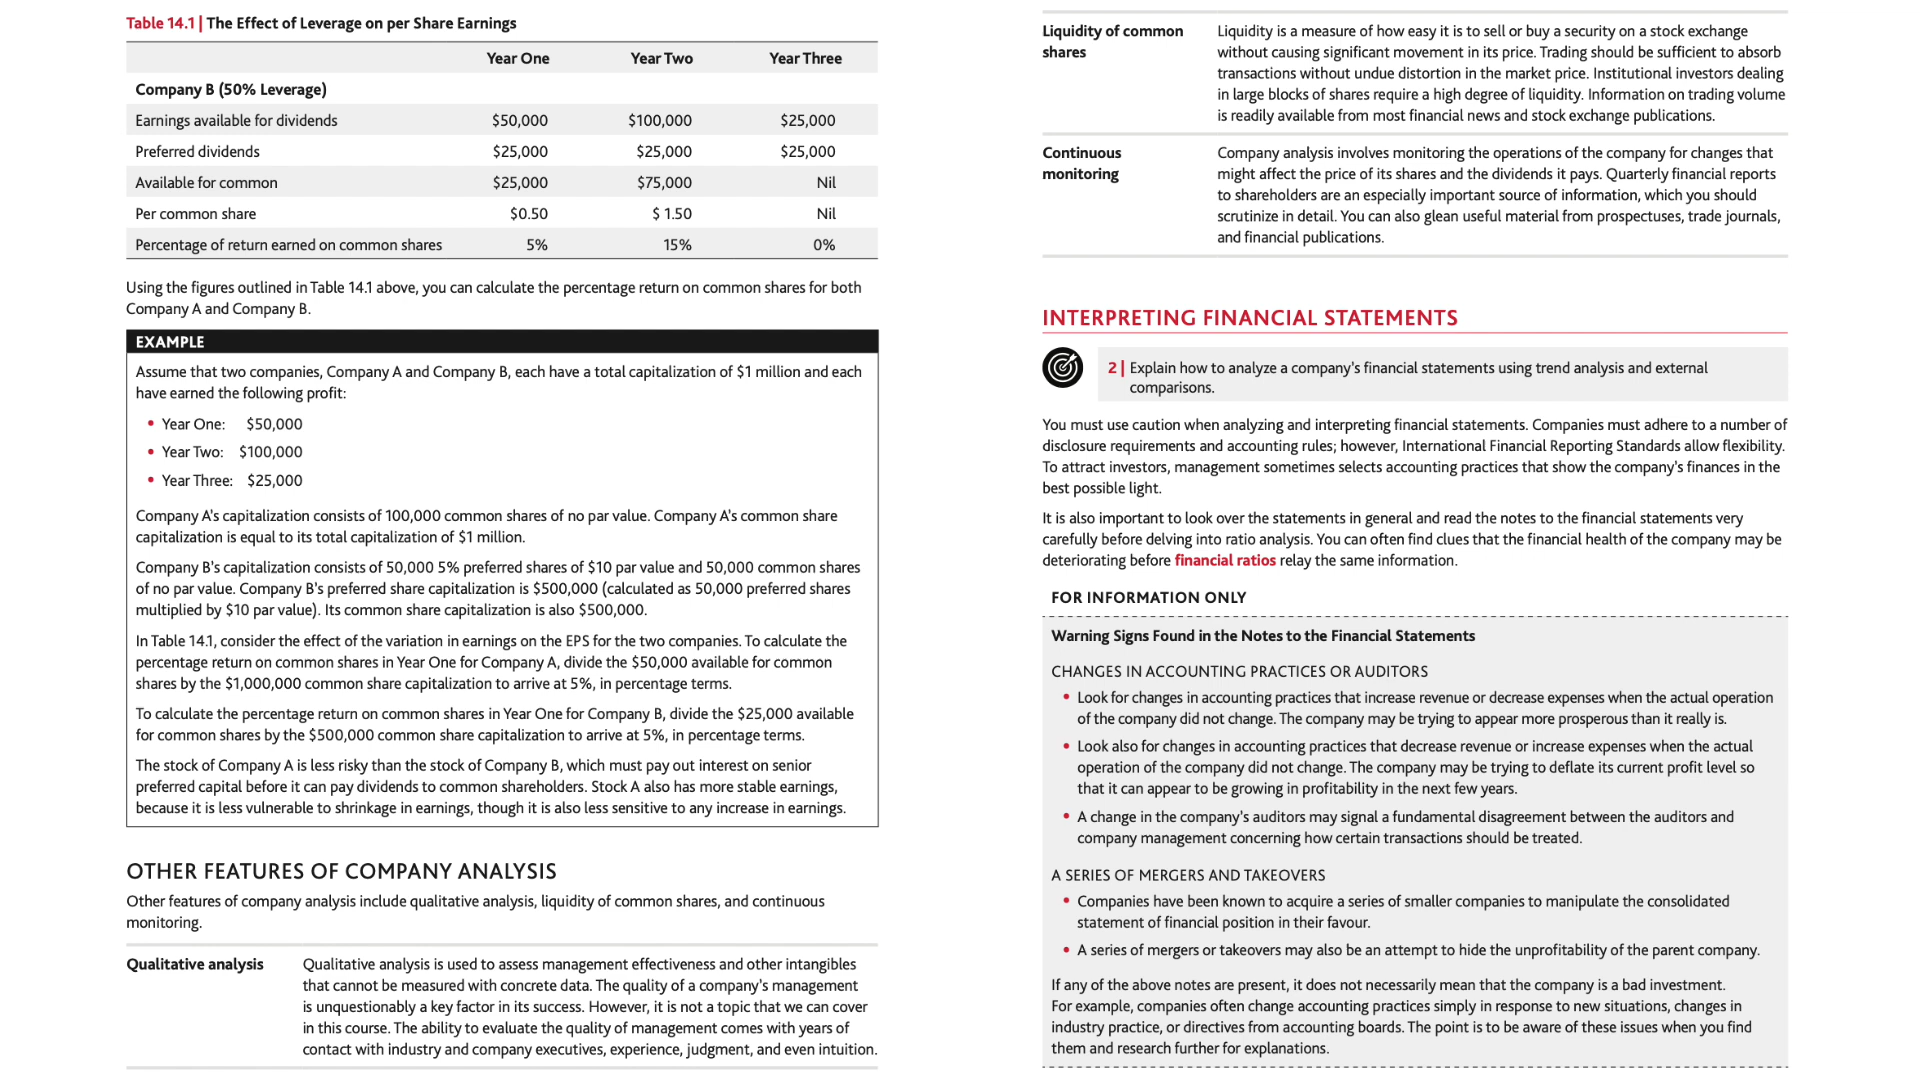 Table 14.1 | The Effect of Leverage on per Share Earnings
Year One Year Two Year Three
Company B (50% Leverage)
Earnings available for dividends $50,000 $100,000 $25,000
Preferred dividends $25,000 $25,000 $25,000
Available for common $25,000 $75,000 Nil
Per common share $0.50 $ 1.50 Nil
Percentage of return earned on common shares 5% 15% 0%
Using the figures outlined in Table 14.1 above, you can calculate the percentage return on common shares for both
Company A and Company B.
EXAMPLE
Assume that two companies, Company A and Company B, each have a total capitalization of $1 million and each
have earned the following profit:
• Year One: $50,000
• Year Two: $100,000
• Year Three: $25,000
Company A's capitalization consists of 100,000 common shares of no par value. Company A's common share
capitalization is equal to its total capitalization of $1 million.
Company B's capitalization consists of 50,000 5% preferred shares of $10 par value and 50,000 common shares
of no par value. Company B's preferred share capitalization is $500,000 (calculated as 50,000 preferred shares
multiplied by $10 par value). Its common share capitalization is also $500,000.
In Table 14.1, consider the effect of the variation in earnings on the EPS for the two companies. To calculate the
percentage return on common shares in Year One for Company A, divide the $50,000 available for common
shares by the $1,000,000 common share capitalization to arrive at 5%, in percentage terms.
To calculate the percentage return on common shares in Year One for Company B, divide the $25,000 available
for common shares by the $500,000 common share capitalization to arrive at 5%, in percentage terms.
The stock of Company A is less risky than the stock of Company B, which must pay out interest on senior
preferred capital before it can pay dividends to common shareholders. Stock A also has more stable earnings,
because it is less vulnerable to shrinkage in earnings, though it is also less sensitive to any increase in earnings.
OTHER FEATURES OF COMPANY ANALYSIS
Other features of company analysis include qualitative analysis, liquidity of common shares, and continuous
monitoring.
Qualitative analysis Qualitative analysis is used to assess management effectiveness and other intangibles
that cannot be measured with concrete data. The quality of a company's management
is unquestionably a key factor in its success. However, it is not a topic that we can cover
in this course. The ability to evaluate the quality of management comes with years of
contact with industry and company executives, experience, judgment, and even intuition.
Liquidity of common Liquidity is a measure of how easy it is to sell or buy a security on a stock exchange
shares without causing significant movement in its price. Trading should be sufficient to absorb
transactions without undue distortion in the market price. Institutional investors dealing
in large blocks of shares require a high degree of liquidity. Information on trading volume
is readily available from most financial news and stock exchange publications.
Continuous Company analysis involves monitoring the operations of the company for changes that
monitoring might affect the price of its shares and the dividends it pays. Quarterly financial reports
to shareholders are an especially important source of information, which you should
scrutinize in detail. You can also glean useful material from prospectuses, trade journals,
and financial publications.
INTERPRETING FINANCIAL STATEMENTS
2 | Explain how to analyze a company's financial statements using trend analysis and external
comparisons.
You must use caution when analyzing and interpreting financial statements. Companies must adhere to a number of
disclosure requirements and accounting rules; however, International Financial Reporting Standards allow flexibility.
To attract investors, management sometimes selects accounting practices that show the company's finances in the
best possible light.
It is also important to look over the statements in general and read the notes to the financial statements very
carefully before delving into ratio analysis. You can often find clues that the financial health of the company may be
deteriorating before financial ratios relay the same information.
FOR INFORMATION ONLY
Warning Signs Found in the Notes to the Financial Statements
CHANGES IN ACCOUNTING PRACTICES OR AUDITORS
• Look for changes in accounting practices that increase revenue or decrease expenses when the actual operation
of the company did not change. The company may be trying to appear more prosperous than it really is.
• Look also for changes in accounting practices that decrease revenue or increase expenses when the actual
operation of the company did not change. The company may be trying to deflate its current profit level so
that it can appear to be growing in profitability in the next few years.
• A change in the company's auditors may signal a fundamental disagreement between the auditors and
company management concerning how certain transactions should be treated.
A SERIES OF MERGERS AND TAKEOVERS
• Companies have been known to acquire a series of smaller companies to manipulate the consolidated
statement of financial position in their favour.
• A series of mergers or takeovers may also be an attempt to hide the unprofitability of the parent company.
If any of the above notes are present, it does not necessarily mean that the company is a bad investment.
For example, companies often change accounting practices simply in response to new situations, changes in
industry practice, or directives from accounting boards. The point is to be aware of these issues when you find
them and research further for explanations.